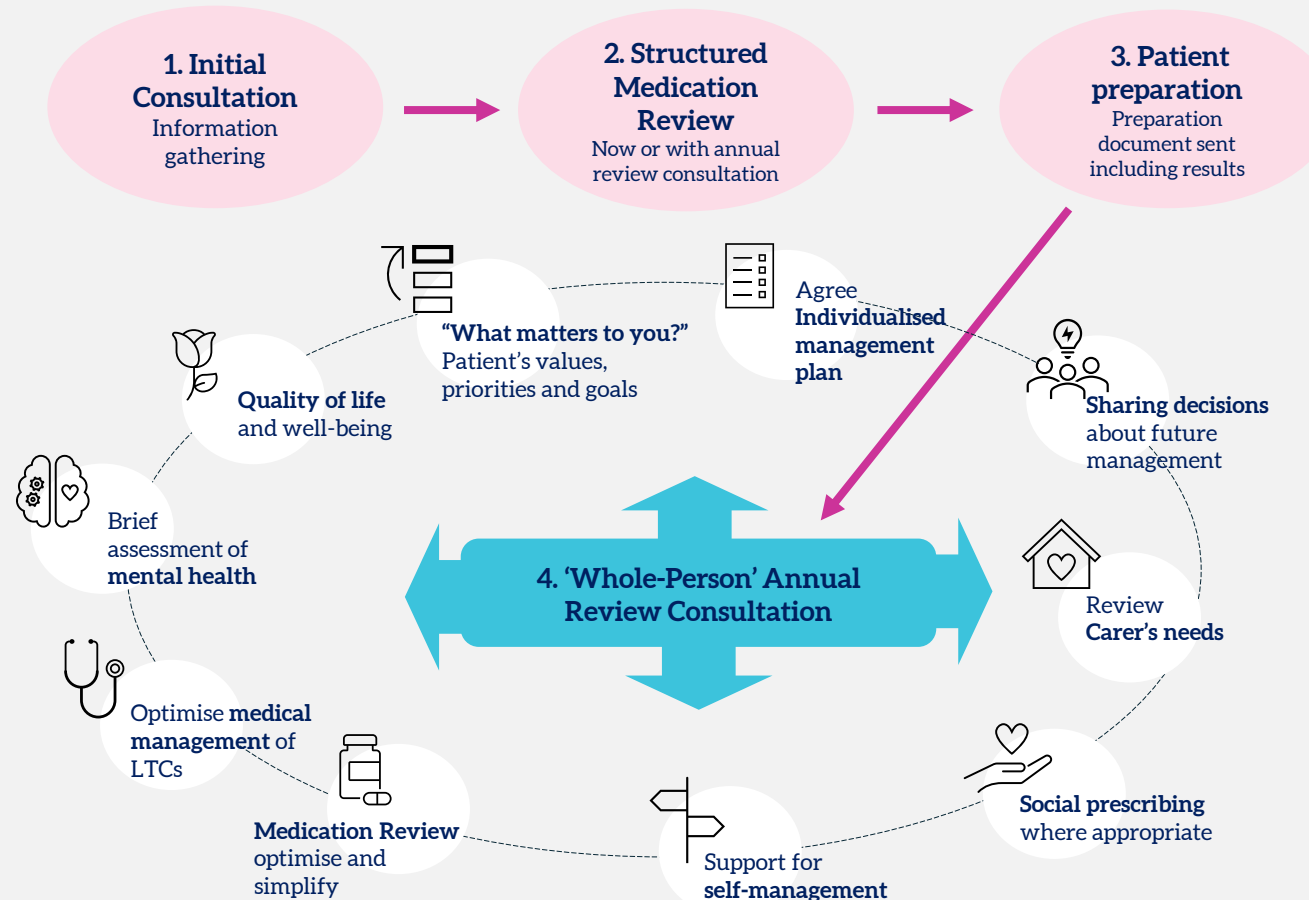 1. Initial
Consultation
Information
gathering
2. Structured
Medication
Review
Now or with annual
review consultation
3. Patient
preparation
Preparation
document sent
including results
“What matters to you?”
Patient’s values,
priorities and goals
Agree
Individualised
management
plan
Sharing decisions
about future
management
Quality of life
and well-being
Brief
assessment of
mental health
4. ‘Whole-Person’ Annual
Review Consultation
Review
Carer’s needs
Optimise medical
management of
LTCs
Medication Review
optimise and
simplify
Support for
self-management
Social prescribing
where appropriate